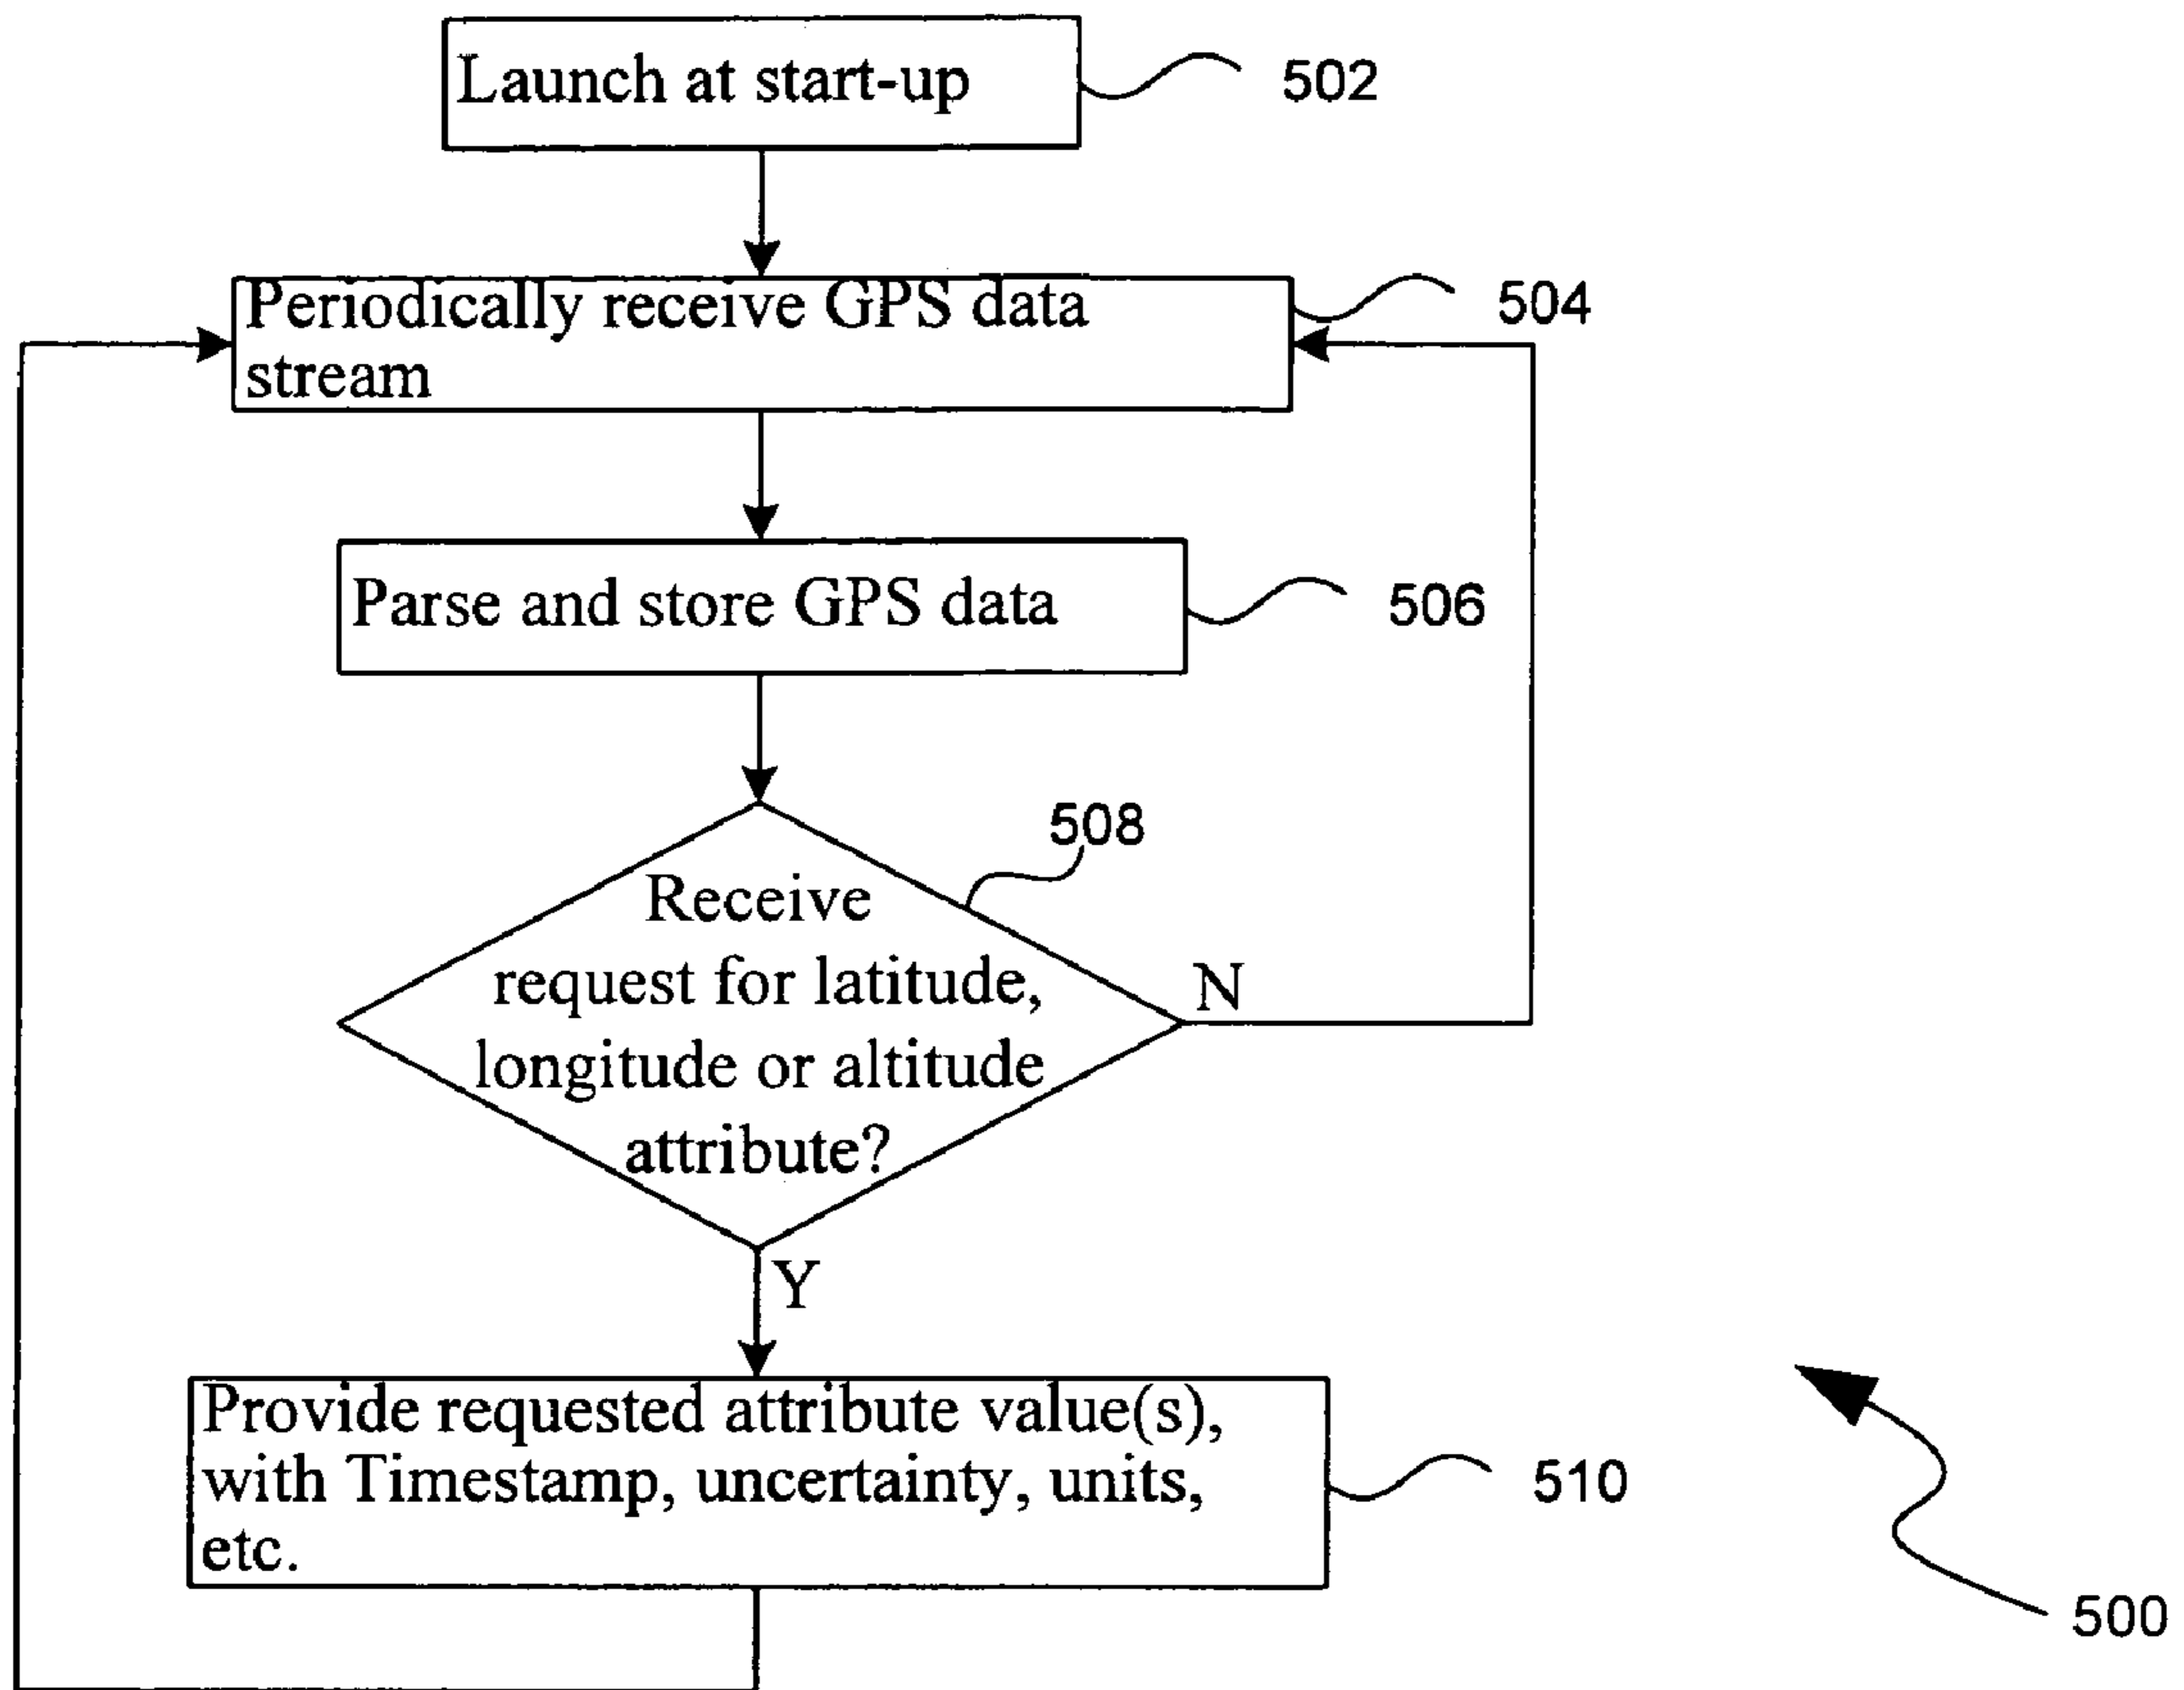 Launch at start-up
502
Periodically receive GPS data
stream
504
Parse and store GPS data
506
508
Receive
request for latitude,
longitude or altitude
attribute?
N
Y
Provide requested attribute value(s),
with Timestamp, uncertainty, units,
etc.
510
500